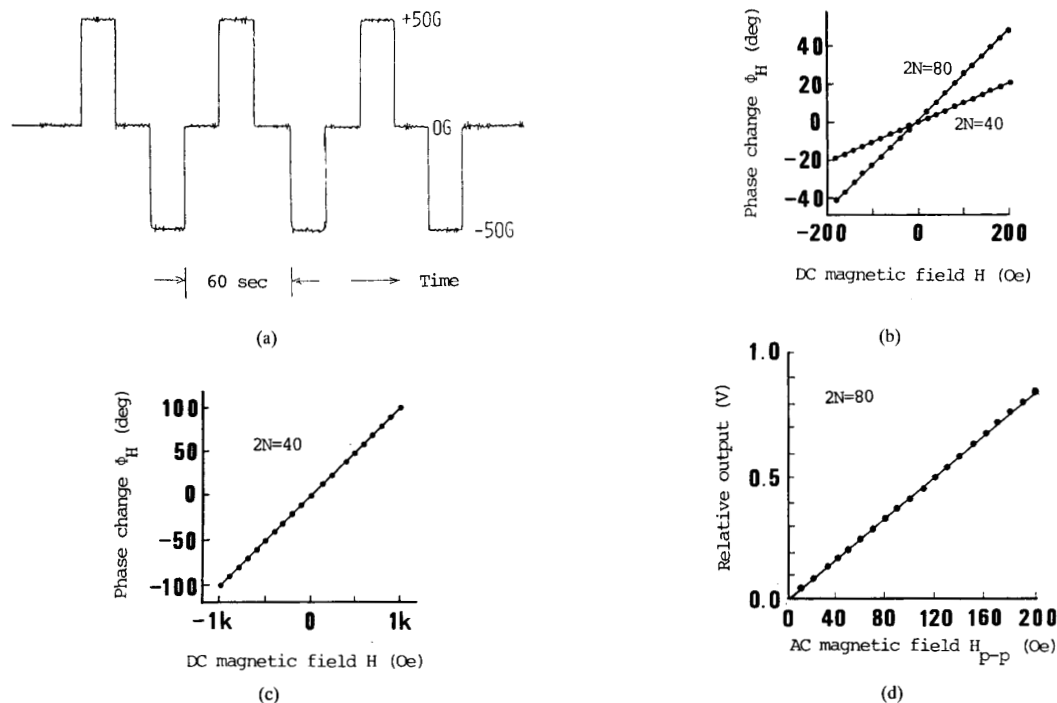 +50G
0G
-50G
60 sec
Time
(a)
Phase change Φ_H (deg)
40
20
0
-20
-40
2N=80
2N=40
-200
0
200
DC magnetic field H (Oe)
(b)
Phase change Φ_H (deg)
100
50
0
-50
-100
2N=40
-1k
0
1k
DC magnetic field H (Oe)
(c)
Relative output (V)
1.0
0.5
0.0
2N=80
0
40
80
120
160
200
AC magnetic field H_p-p (Oe)
(d)